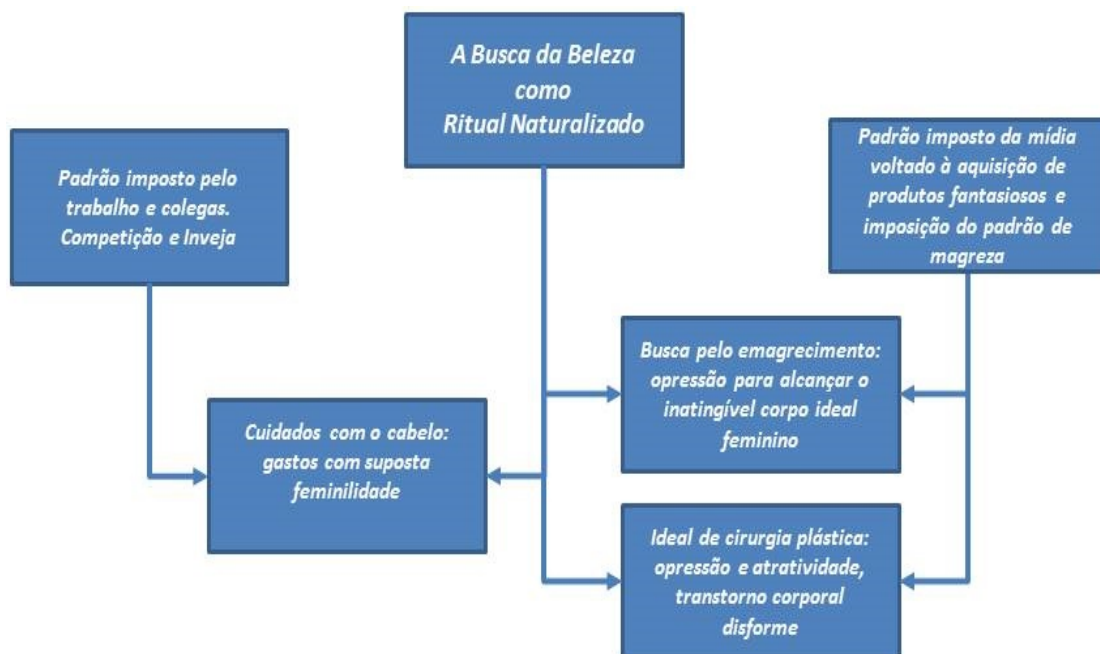 A Busca da Beleza
como
Ritual Naturalizado
Padrão imposto pelo
trabalho e colegas.
Competição e Inveja
Padrão imposto da mídia
voltado à aquisição de
produtos fantasiosos e
imposição do padrão de
magreza
Busca pelo emagrecimento:
opressão para alcançar o
inatingível corpo ideal
feminino
Cuidados com o cabelo:
gastos com suposta
feminilidade
Ideal de cirurgia plástica:
opressão e atratividade,
transtorno corporal
disforme